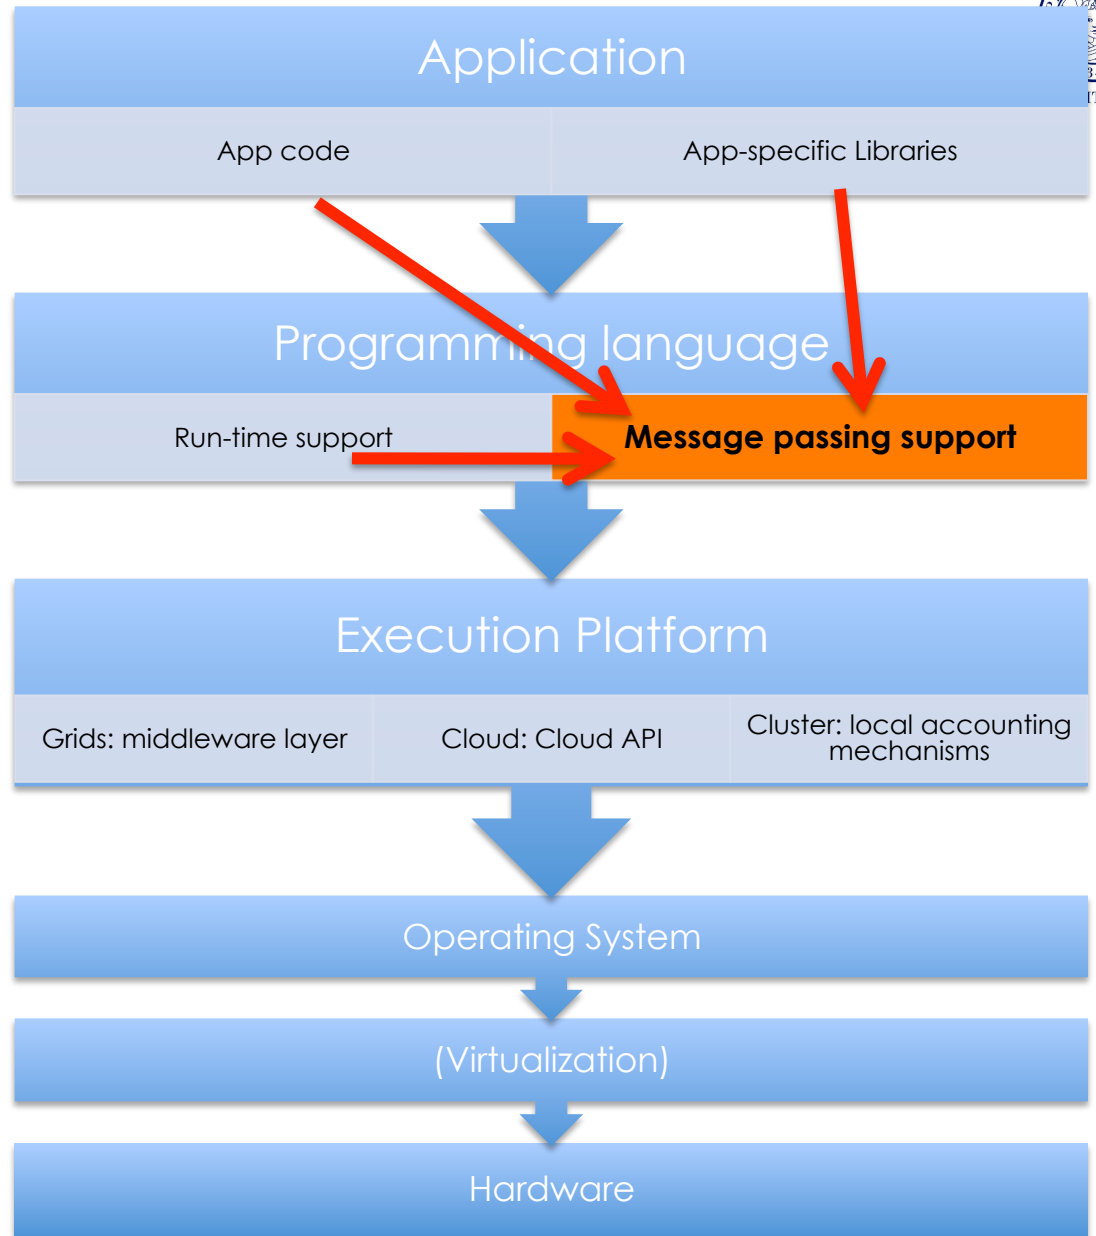 Application
App code
App-specific Libraries
Programming language
Run-time support
Message passing support
Execution Platform
Grids: middleware layer
Cloud: Cloud API
Cluster: local accounting
mechanisms
Operating System
(Virtualization)
Hardware